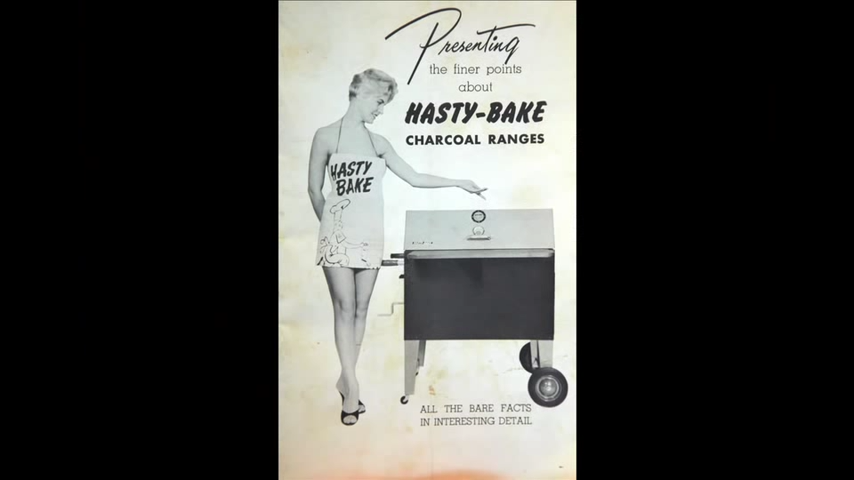 Presenting
the finer points
about
HASTY-BAKE
CHARCOAL RANGES
HASTY
BAKE
ALL THE BARE FACTS
IN INTERESTING DETAIL